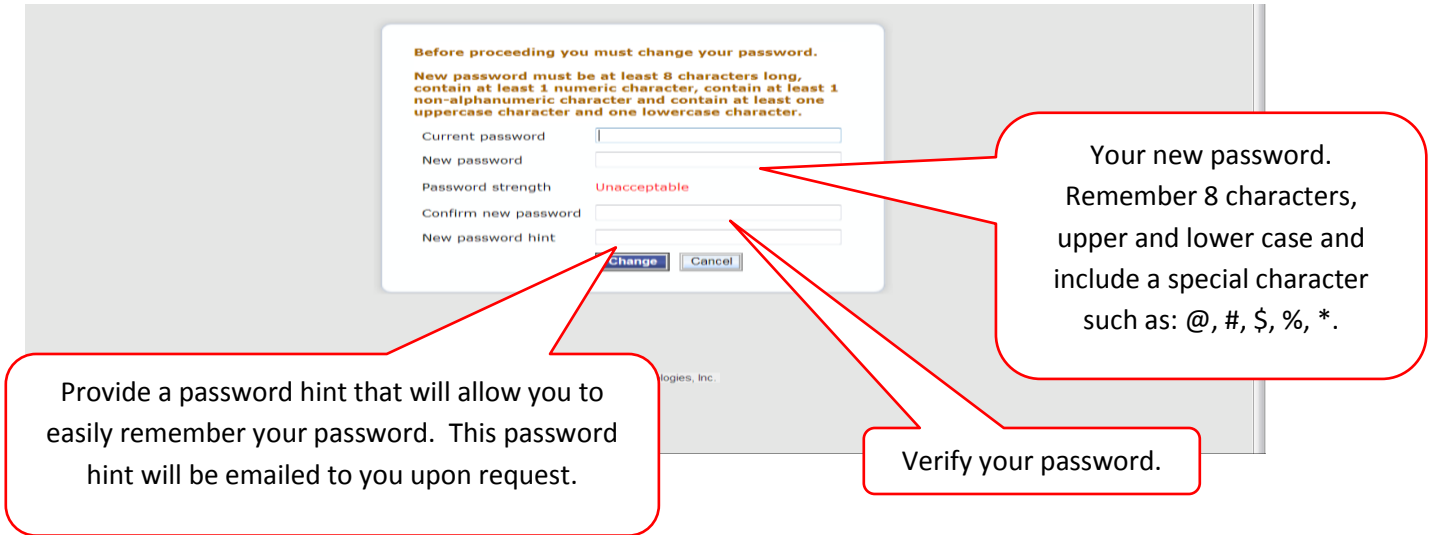 Before proceeding you must change your password.
New password must be at least 8 characters long,
contain at least 1 numeric character, contain at least 1
non-alphanumeric character and contain at least one
uppercase character and one lowercase character.
Current password
New password
Password strength Unacceptable
Confirm new password
New password hint
Change Cancel
Your new password.
Remember 8 characters,
upper and lower case and
include a special character
such as: @, #, $, %, *.
logies, Inc.
Provide a password hint that will allow you to
easily remember your password. This password
hint will be emailed to you upon request.
Verify your password.